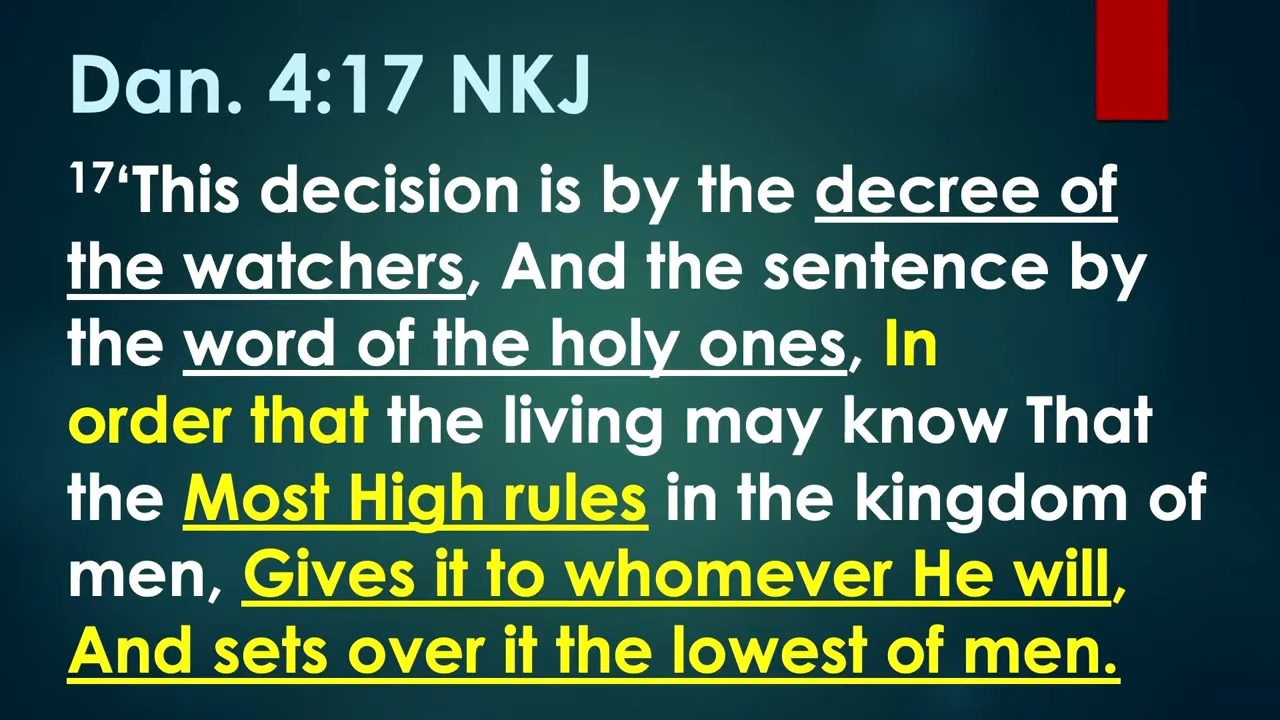 Dan. 4:17 NKJ
17‘This decision is by the decree of
the watchers, And the sentence by
the word of the holy ones, In
order that the living may know That
the Most High rules in the kingdom of
men, Gives it to whomever He will,
And sets over it the lowest of men.